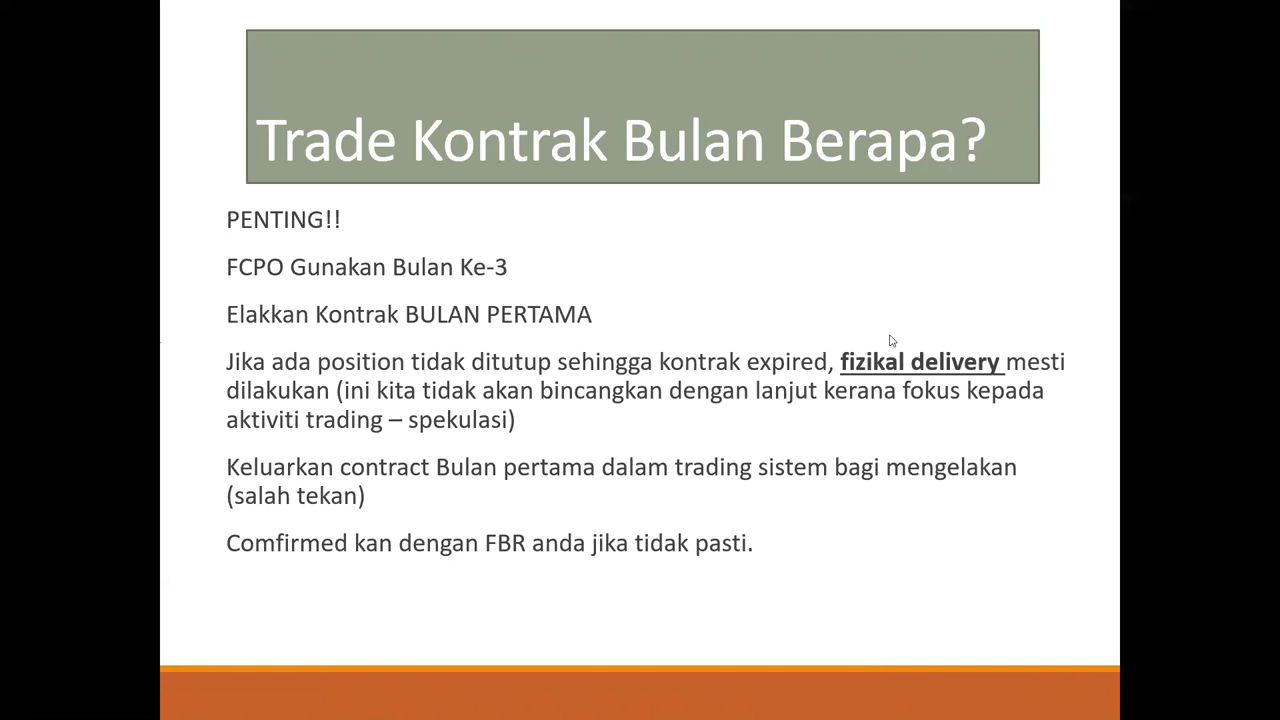 Trade Kontrak Bulan Berapa?
PENTING!!
FCPO Gunakan Bulan Ke-3
Elakkan Kontrak BULAN PERTAMA
Jika ada position tidak ditutup sehingga kontrak expired, fizikal delivery mesti
dilakukan (ini kita tidak akan bincangkan dengan lanjut kerana fokus kepada
aktiviti trading – spekulasi)
Keluarkan contract Bulan pertama dalam trading sistem bagi mengelakan
(salah tekan)
Comfirmed kan dengan FBR anda jika tidak pasti.